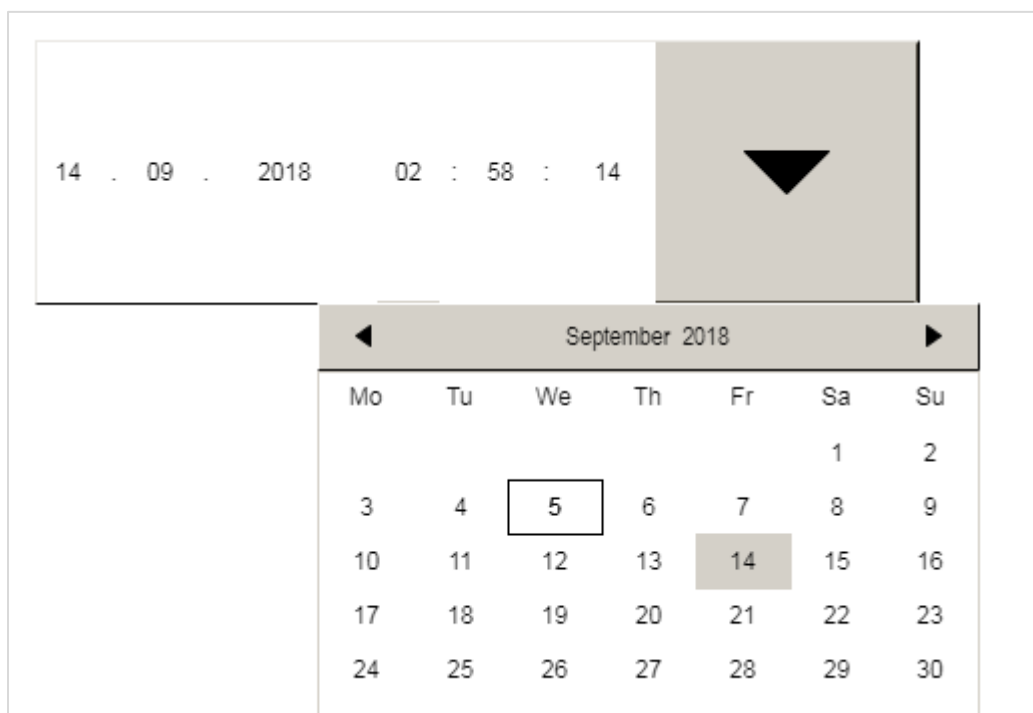 14 . 09 . 2018 02 : 58 : 14
September 2018
Mo Tu We Th Fr Sa Su
1 2
3 4 5 6 7 8 9
10 11 12 13 14 15 16
17 18 19 20 21 22 23
24 25 26 27 28 29 30